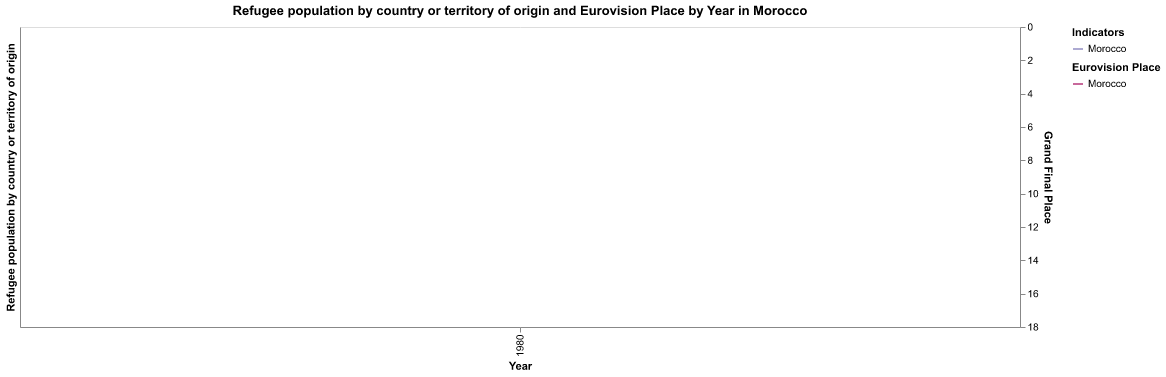 Refugee population by country or territory of origin and Eurovision Place by Year in Morocco
Refugee population by country or territory of origin
0
2
4
6
8
10
12
14
16
18
Grand Final Place
1980
Year
Indicators
Morocco
Eurovision Place
Morocco